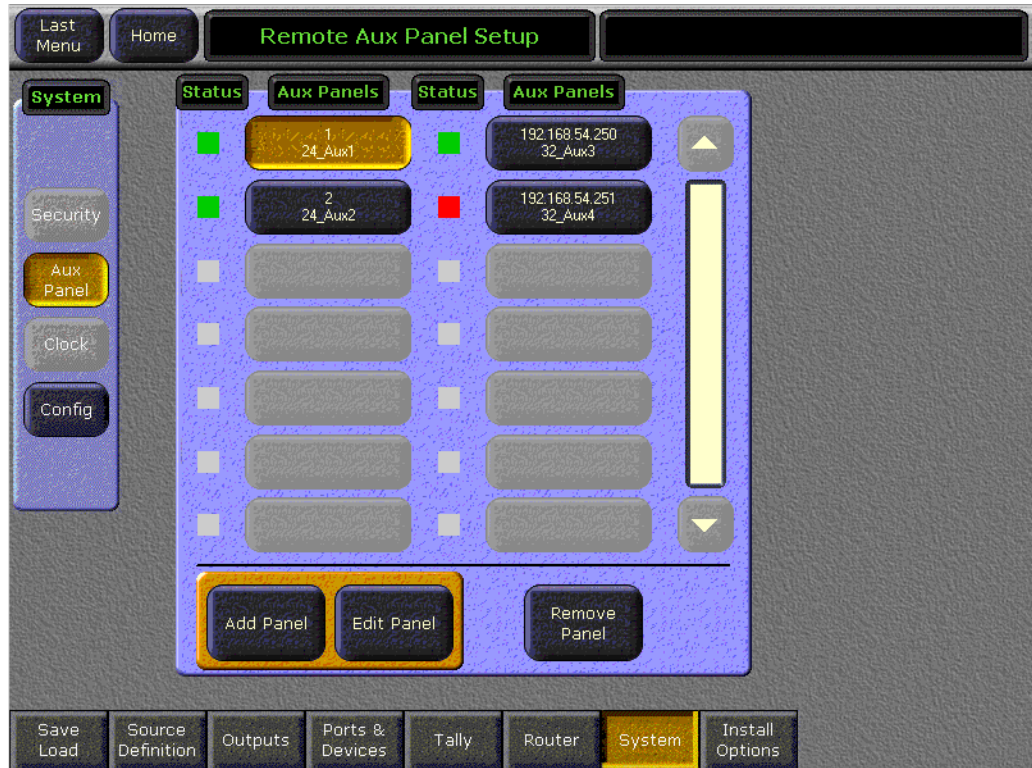 Last
Menu
Home
Remote Aux Panel Setup
System
Security
Aux
Panel
Clock
Config
Status
Aux Panels
Status
Aux Panels
1
24_Aux1
192.168.54.250
32_Aux3
2
24_Aux2
192.168.54.251
32_Aux4
Add Panel
Edit Panel
Remove
Panel
Save
Load
Source
Definition
Outputs
Ports &
Devices
Tally
Router
System
Install
Options